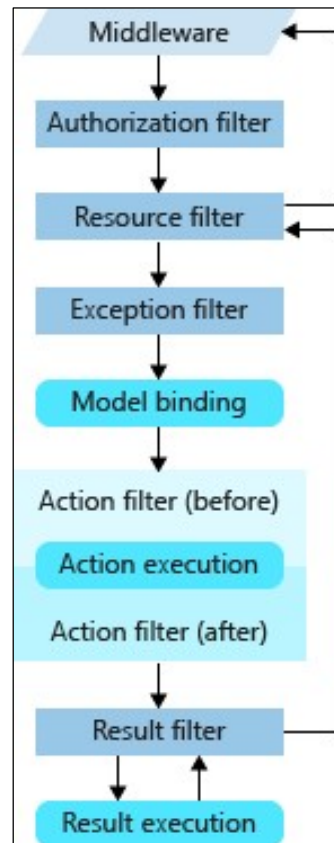 Middleware
Authorization filter
Resource filter
Exception filter
Model binding
Action filter (before)
Action execution
Action filter (after)
Result filter
Result execution